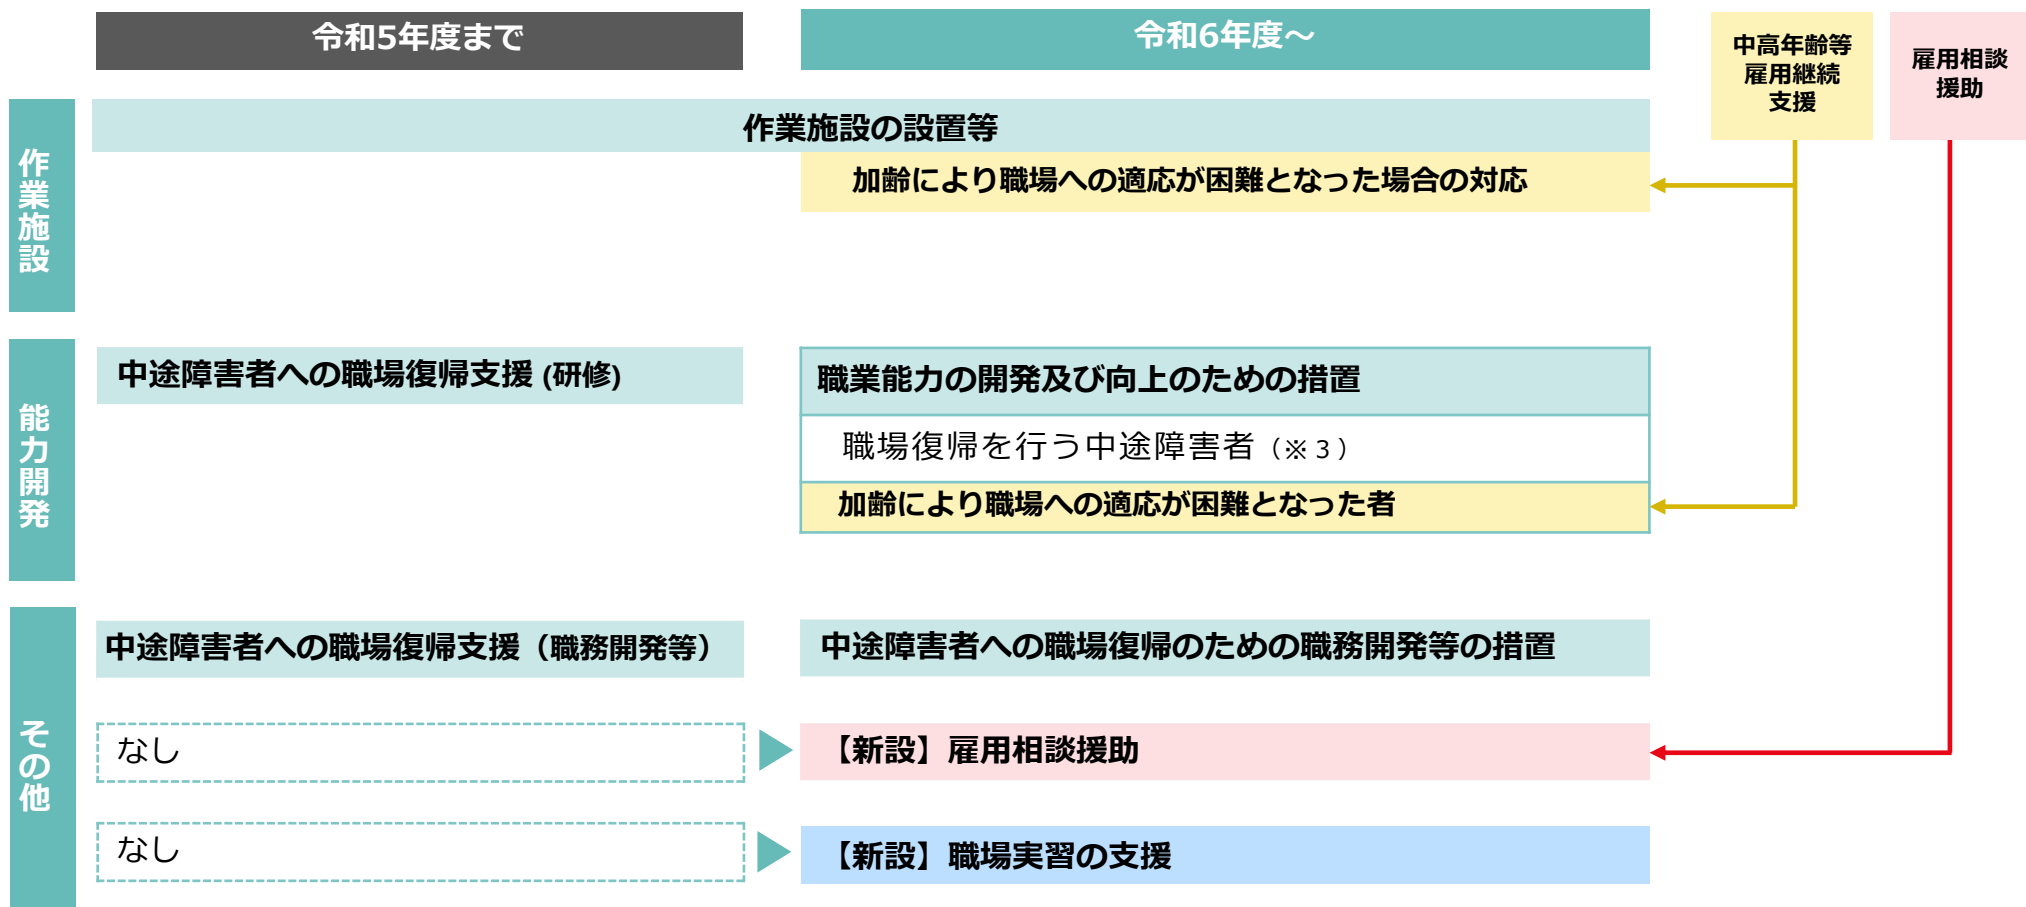 令和5年度まで
令和6年度～
中高年齢等
雇用継続
支援
雇用相談
援助
作業施設
作業施設の設置等
加齢により職場への適応が困難となった場合の対応
能力開発
中途障害者への職場復帰支援 (研修)
職業能力の開発及び向上のための措置
職場復帰を行う中途障害者（※３）
加齢により職場への適応が困難となった者
その他
中途障害者への職場復帰支援（職務開発等）
中途障害者への職場復帰のための職務開発等の措置
なし
【新設】雇用相談援助
なし
【新設】職場実習の支援